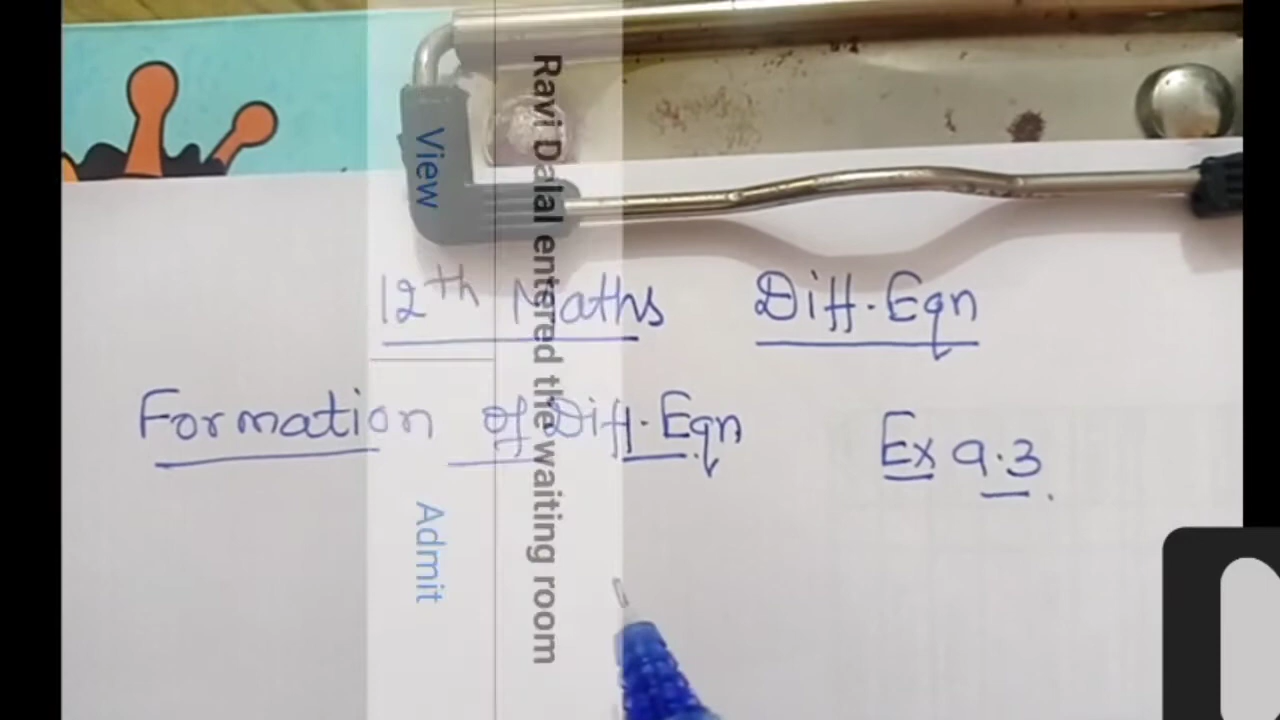 12th Maths Diff. Eqn
Formation of Diff. Eqn
Ex 9.3.
Ravi Dalal entered the waiting room
View
Admit